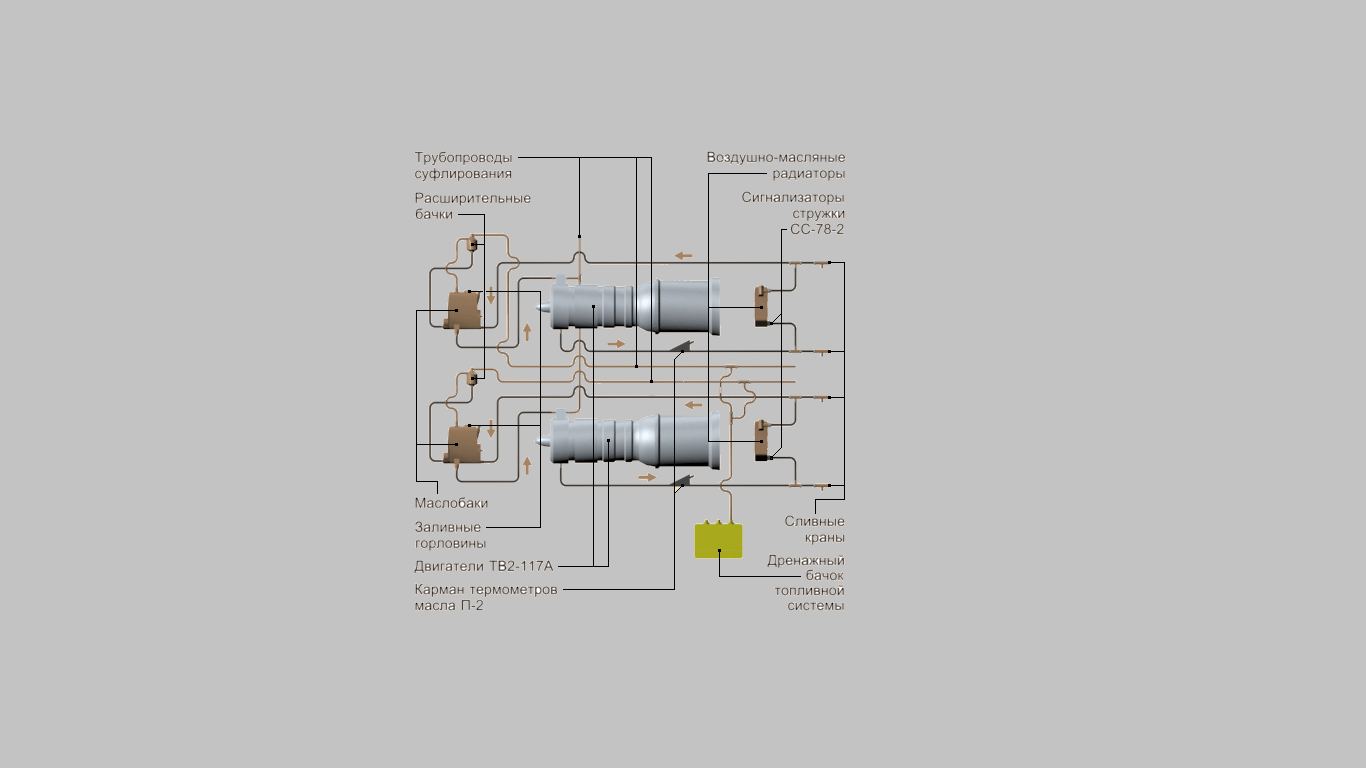 Трубопроводы
суфлирования
Расширительные
бачки
Воздушно-масляные
радиаторы
Сигнализаторы
стружки
СС-78-2
Маслобаки
Заливные
горловины
Двигатели ТВ2-117А
Карман термометров
масла П-2
Сливные
краны
Дренажный
бачок
топливной
системы